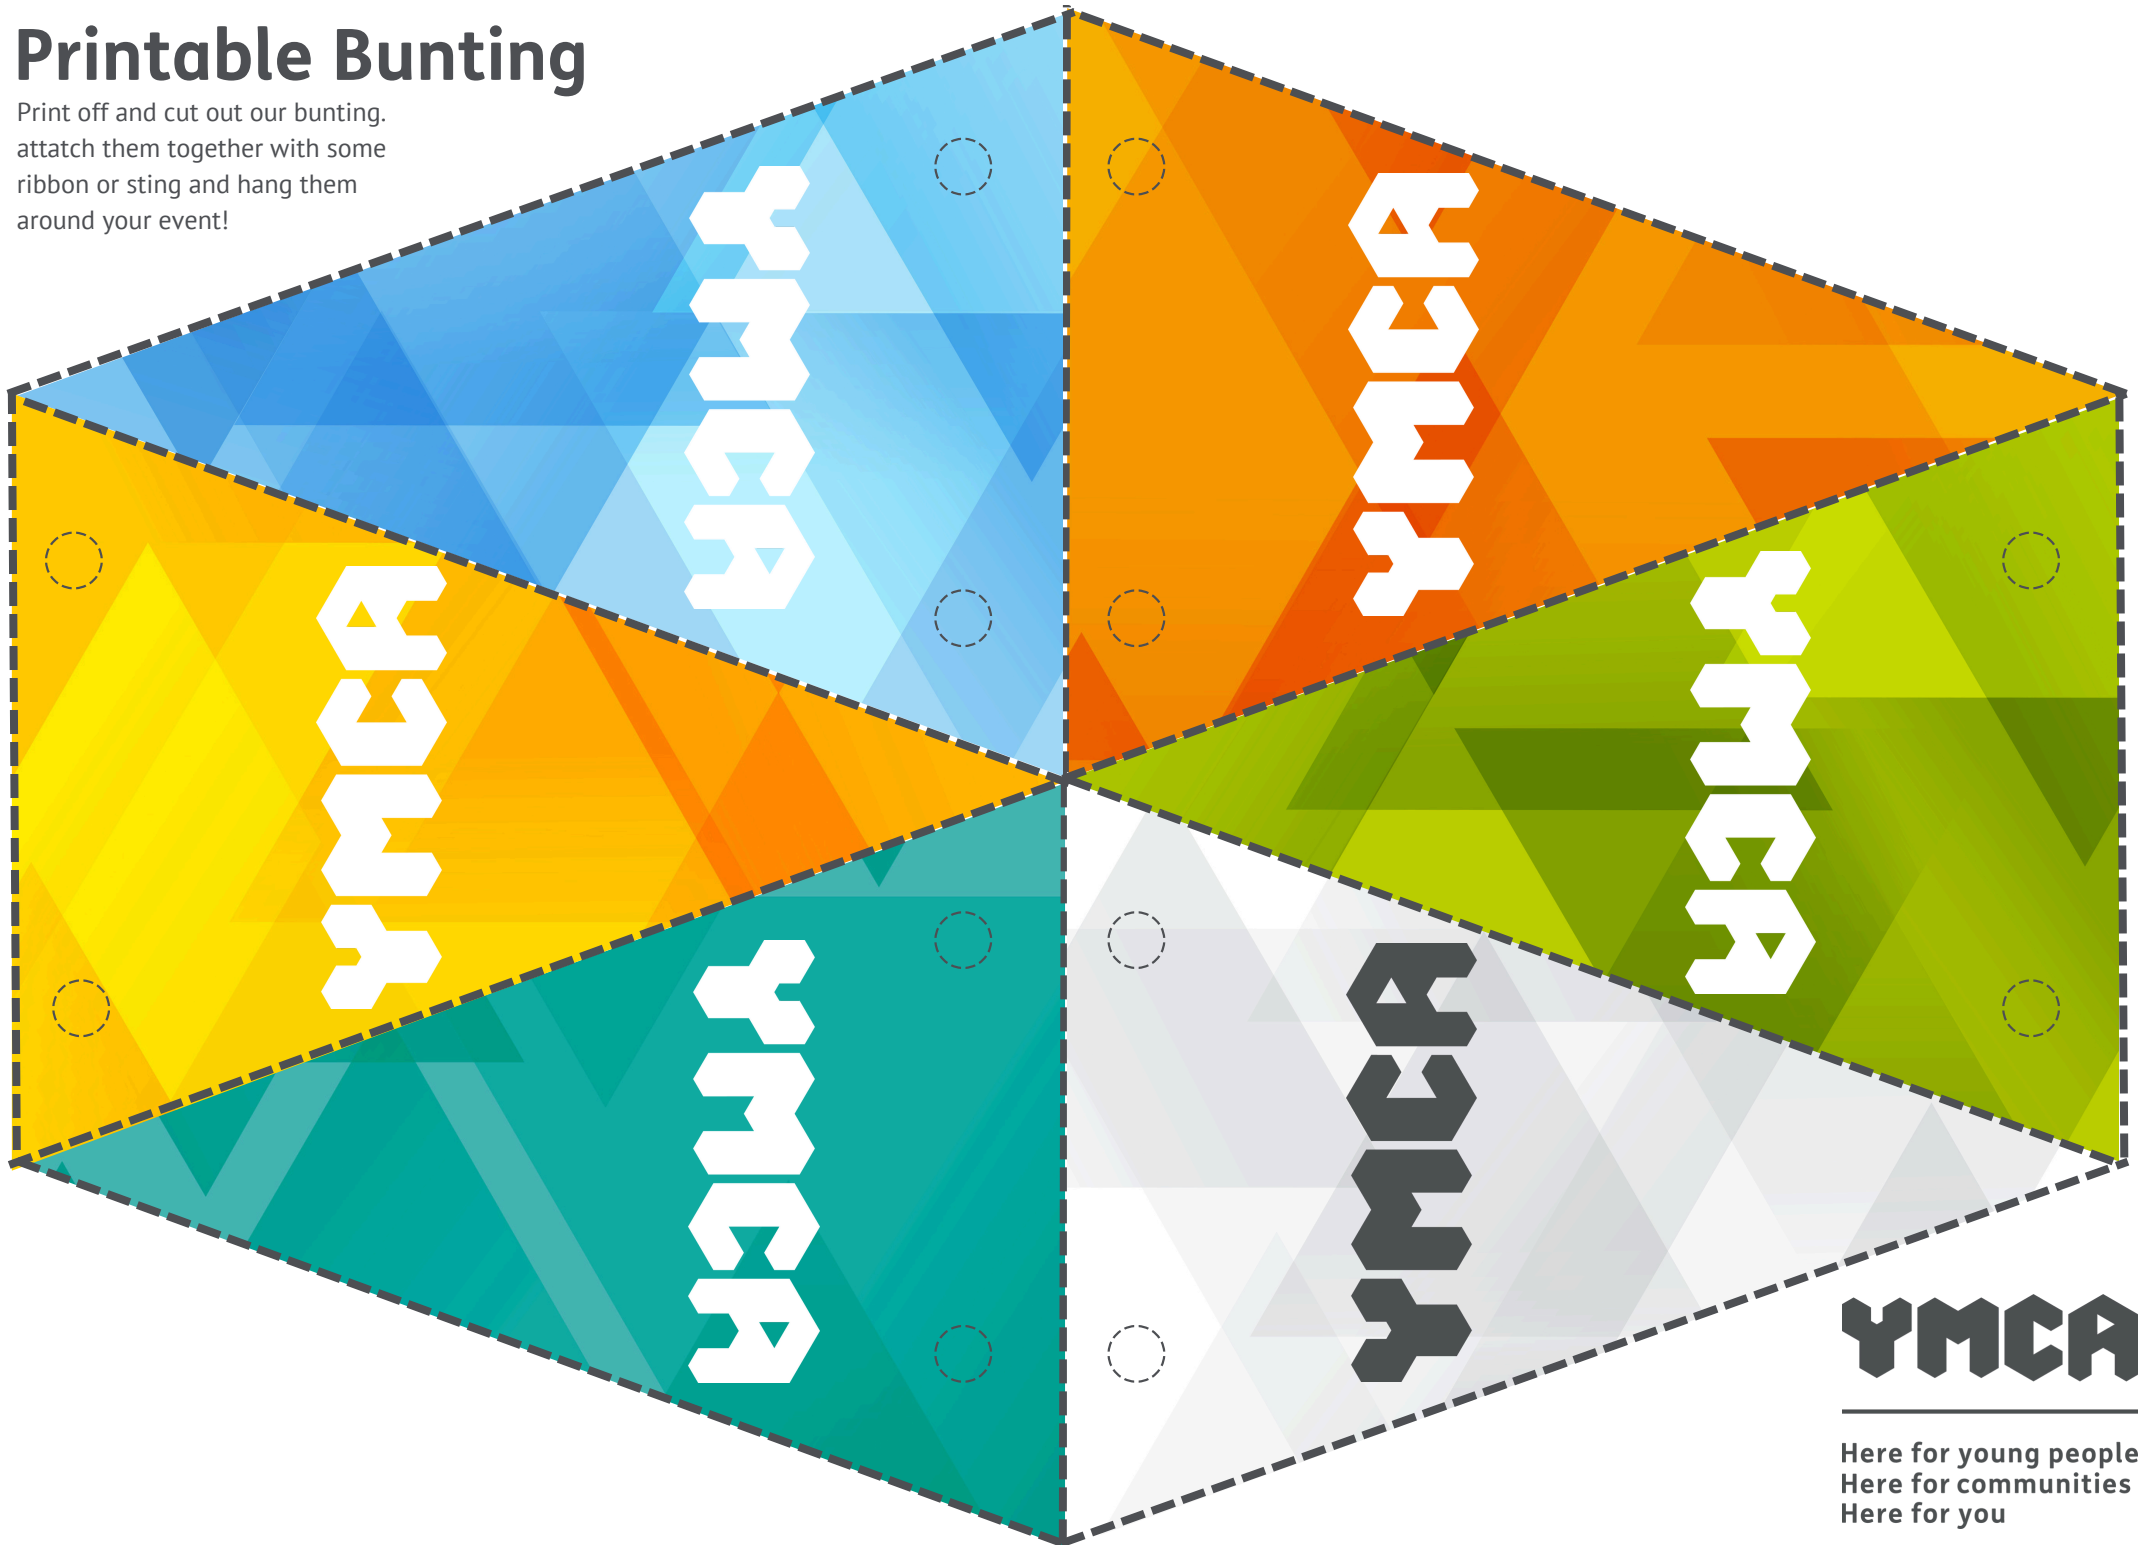 Printable Bunting
Print off and cut out our bunting.
attatch them together with some
ribbon or sting and hang them
around your event!
YMCA
YMCA
YMCA
YMCA
YMCA
YMCA
YMCA
Here for young people
Here for communities
Here for you